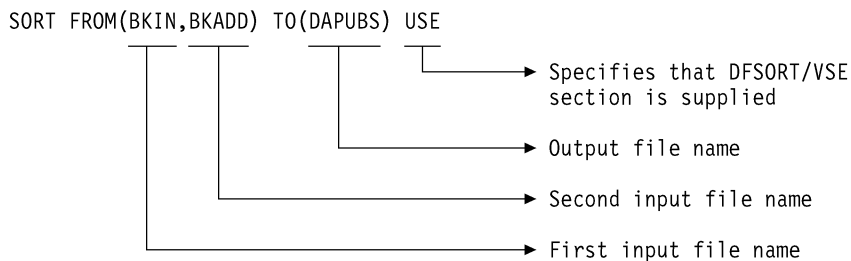 SORT FROM(BKIN,BKADD) TO(DAPUBS) USE
Specifies that DFSORT/VSE
section is supplied
Output file name
Second input file name
First input file name